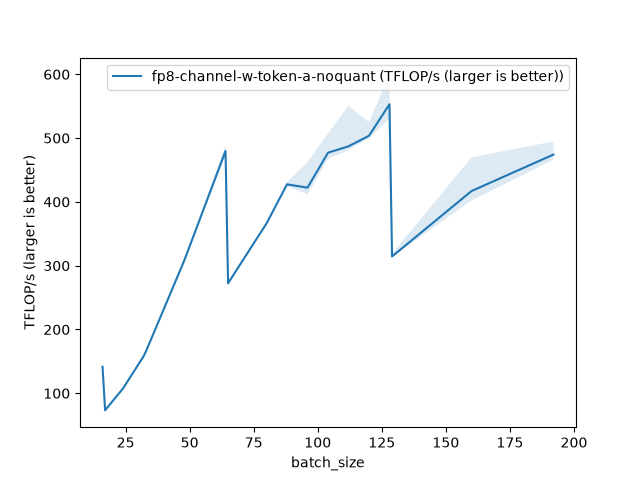 fp8-channel-w-token-a-noquant (TFLOP/s (larger is better))
600
500
400
300
200
100
TFLOP/s (larger is better)
25 50 75 100 125 150 175 200
batch_size